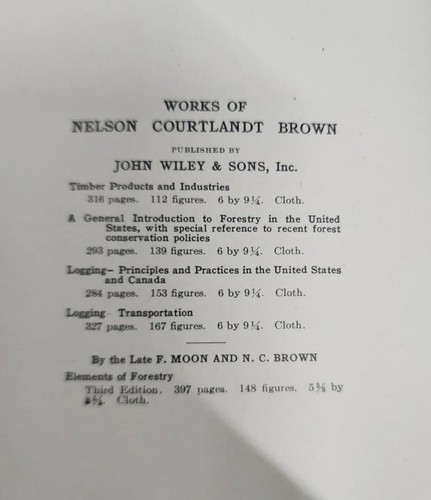 WORKS OF
NELSON COURTLANDT BROWN
PUBLISHED BY
JOHN WILEY & SONS, Inc.
Timber Products and Industries
316 pages. 112 figures. 6 by 9¼. Cloth.
A General Introduction to Forestry in the United
States, with special reference to recent forest
conservation policies
293 pages. 139 figures. 6 by 9¼. Cloth.
Logging—Principles and Practices in the United States
and Canada
284 pages. 153 figures. 6 by 9¼. Cloth.
Logging Transportation
327 pages. 167 figures. 6 by 9¼. Cloth.
By the Late F. MOON AND N. C. BROWN
Elements of Forestry
Third Edition. 397 pages. 148 figures. 5⅜ by
Cloth.